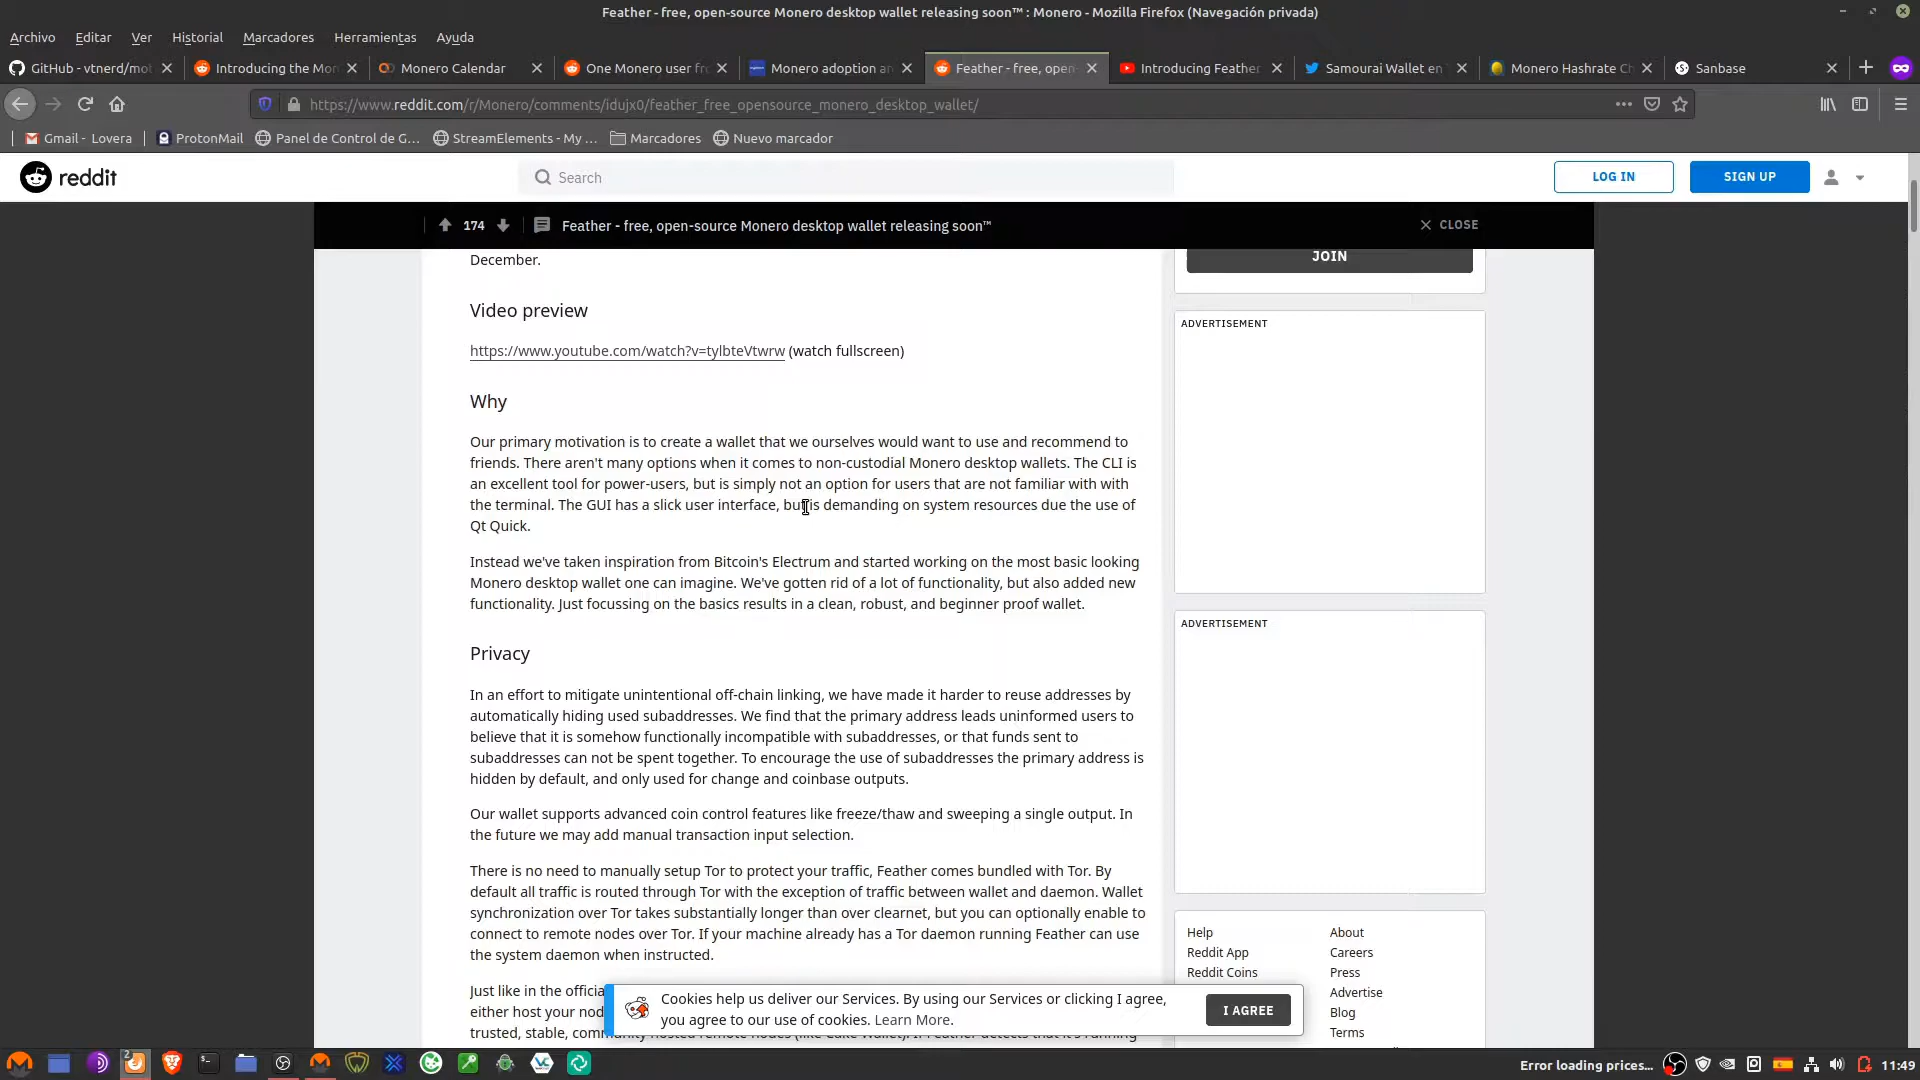 Feather - free, open-source Monero desktop wallet releasing soon™ : Monero - Mozilla Firefox (Navegación privada)
Archivo Editar Ver Historial Marcadores Herramientas Ayuda
GitHub - vtnerd/mo
Introducing the Mon
Monero Calendar
One Monero user fr
Monero adoption an
Feather - free, open-
Introducing Feather
Samourai Wallet en
Monero Hashrate Ch
Sanbase
https://www.reddit.com/r/Monero/comments/idujx0/feather_free_opensource_monero_desktop_wallet/
Gmail - Lovera ProtonMail Panel de Control de G... StreamElements - My ... Marcadores Nuevo marcador
reddit
Search
LOG IN
SIGN UP
174 Feather - free, open-source Monero desktop wallet releasing soon™ CLOSE
December.
Video preview
https://www.youtube.com/watch?v=tylbteVtwrw (watch fullscreen)
Why
Our primary motivation is to create a wallet that we ourselves would want to use and recommend to
friends. There aren't many options when it comes to non-custodial Monero desktop wallets. The CLI is
an excellent tool for power-users, but is simply not an option for users that are not familiar with with
the terminal. The GUI has a slick user interface, but is demanding on system resources due the use of
Qt Quick.
Instead we've taken inspiration from Bitcoin's Electrum and started working on the most basic looking
Monero desktop wallet one can imagine. We've gotten rid of a lot of functionality, but also added new
functionality. Just focussing on the basics results in a clean, robust, and beginner proof wallet.
Privacy
In an effort to mitigate unintentional off-chain linking, we have made it harder to reuse addresses by
automatically hiding used subaddresses. We find that the primary address leads uninformed users to
believe that it is somehow functionally incompatible with subaddresses, or that funds sent to
subaddresses can not be spent together. To encourage the use of subaddresses the primary address is
hidden by default, and only used for change and coinbase outputs.
Our wallet supports advanced coin control features like freeze/thaw and sweeping a single output. In
the future we may add manual transaction input selection.
There is no need to manually setup Tor to protect your traffic, Feather comes bundled with Tor. By
default all traffic is routed through Tor with the exception of traffic between wallet and daemon. Wallet
synchronization over Tor takes substantially longer than over clearnet, but you can optionally enable to
connect to remote nodes over Tor. If your machine already has a Tor daemon running Feather can use
the system daemon when instructed.
Just like in the officia
either host your nod
trusted, stable, comm
JOIN
ADVERTISEMENT
ADVERTISEMENT
Help About
Reddit App Careers
Reddit Coins Press
Advertise
Blog
Terms
Cookies help us deliver our Services. By using our Services or clicking I agree,
you agree to our use of cookies. Learn More.
I AGREE
2
Error loading prices...
11:49